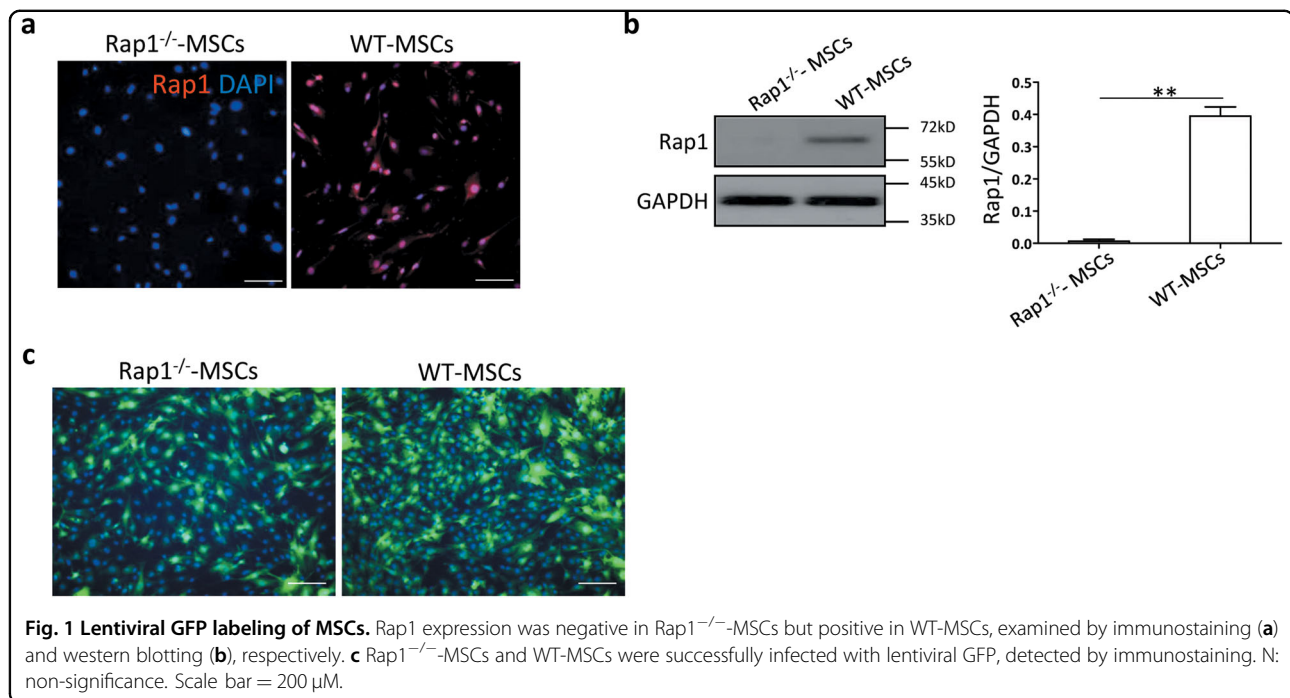 a
Rap1⁻/⁻-MSCs
WT-MSCs
Rap1 DAPI
b
Rap1⁻/⁻- MSCs
WT-MSCs
Rap1
72kD
55kD
GAPDH
45kD
35kD
Rap1/GAPDH
0.5
0.4
0.3
0.2
0.1
0.0
**
Rap1⁻/⁻- MSCs
WT-MSCs
c
Rap1⁻/⁻-MSCs
WT-MSCs
Fig. 1 Lentiviral GFP labeling of MSCs. Rap1 expression was negative in Rap1⁻/⁻-MSCs but positive in WT-MSCs, examined by immunostaining (a)
and western blotting (b), respectively. c Rap1⁻/⁻-MSCs and WT-MSCs were successfully infected with lentiviral GFP, detected by immunostaining. N:
non-significance. Scale bar = 200 μM.